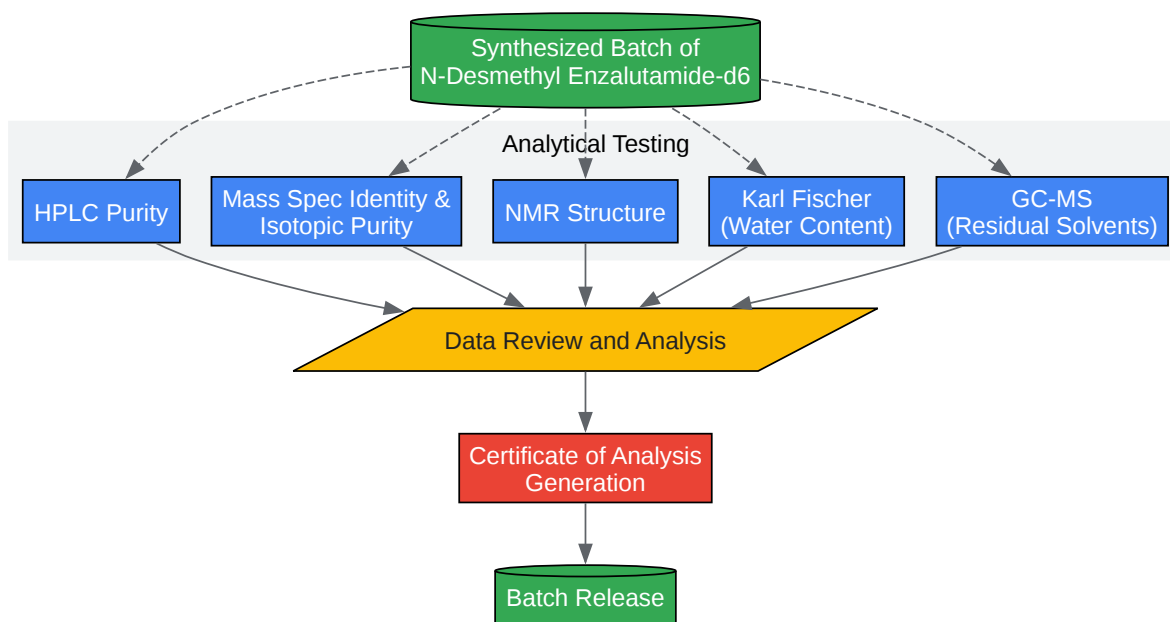 Synthesized Batch of
N-Desmethyl Enzalutamide-d6
Analytical Testing
HPLC Purity
Mass Spec Identity &
Isotopic Purity
NMR Structure
Karl Fischer
(Water Content)
GC-MS
(Residual Solvents)
Data Review and Analysis
Certificate of Analysis
Generation
Batch Release